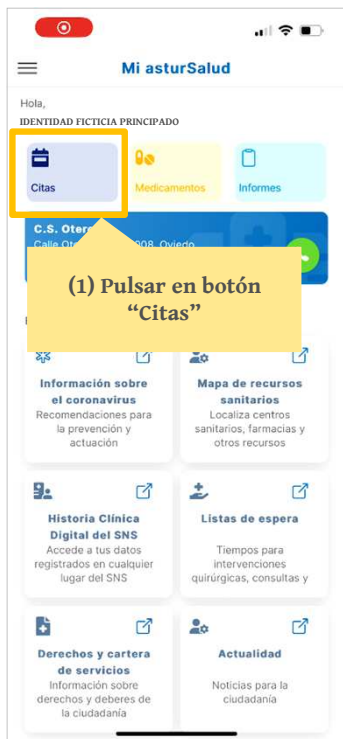 Mi asturSalud
Hola,
IDENTIDAD FICTICIA PRINCIPADO
Citas
Medicamentos
Informes
C.S. Otero
Calle Ote 008, Oviedo
(1) Pulsar en botón
“Citas”
Información sobre
el coronavirus
Recomendaciones para
la prevención y
actuación
Mapa de recursos
sanitarios
Localiza centros
sanitarios, farmacias y
otros recursos
Historia Clínica
Digital del SNS
Accede a tus datos
registrados en cualquier
lugar del SNS
Listas de espera
Tiempos para
intervenciones
quirúrgicas, consultas y
Derechos y cartera
de servicios
Información sobre
derechos y deberes de
la ciudadanía
Actualidad
Noticias para la
ciudadanía